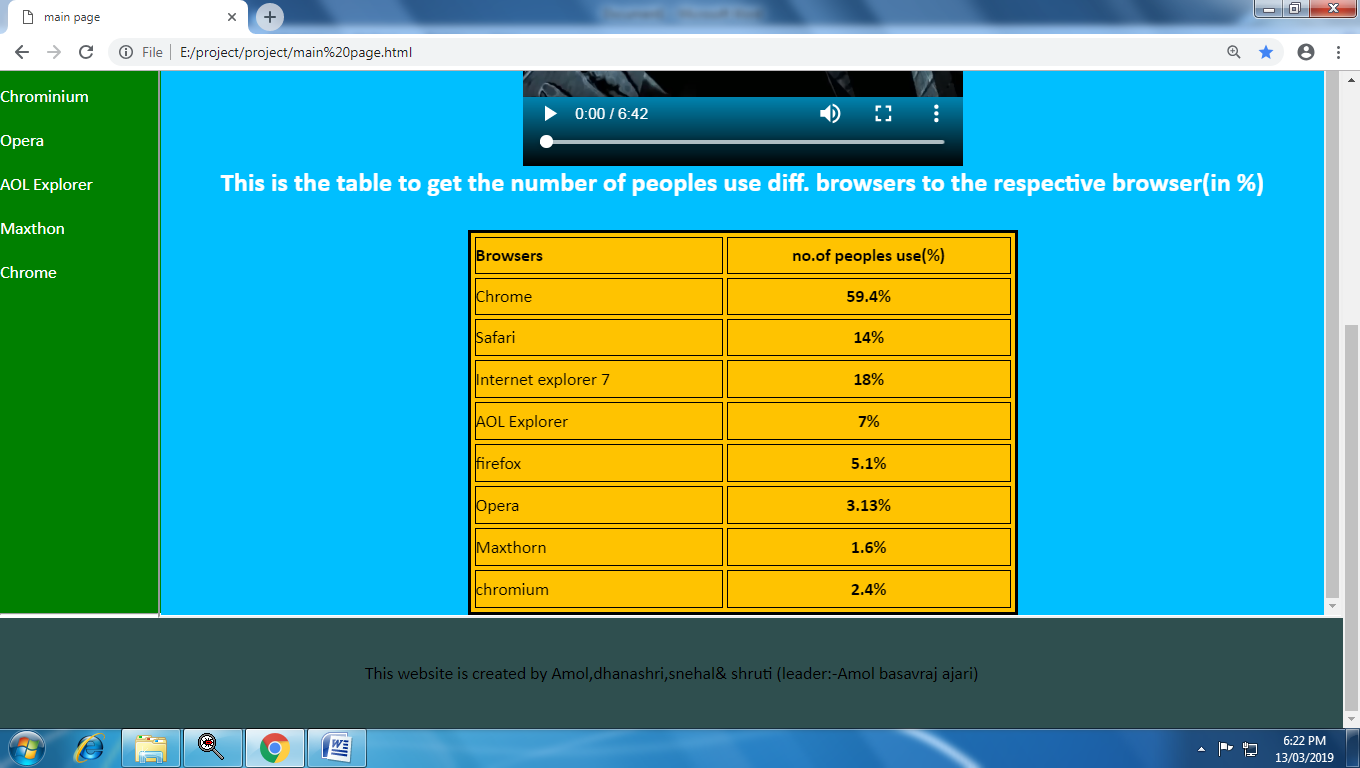 main page
File
E:/project/project/main%20page.html
Chrominium
Opera
AOL Explorer
Maxthon
Chrome
0:00 / 6:42
This is the table to get the number of peoples use diff. browsers to the respective browser(in %)
Browsers no.of peoples use(%)
Chrome 59.4%
Safari 14%
Internet explorer 7 18%
AOL Explorer 7%
firefox 5.1%
Opera 3.13%
Maxthorn 1.6%
chromium 2.4%
This website is created by Amol,dhanashri,snehal& shruti (leader:-Amol basavraj ajari)
6:22 PM
13/03/2019